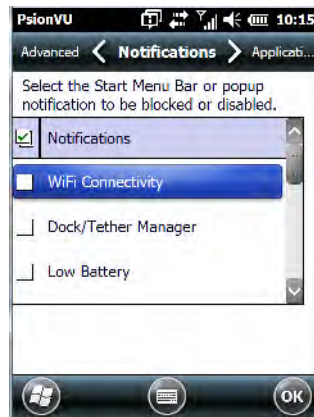 PsionVU 10:15
Advanced Notifications Applicati...
Select the Start Menu Bar or popup
notification to be blocked or disabled.
Notifications
WiFi Connectivity
Dock/Tether Manager
Low Battery
OK